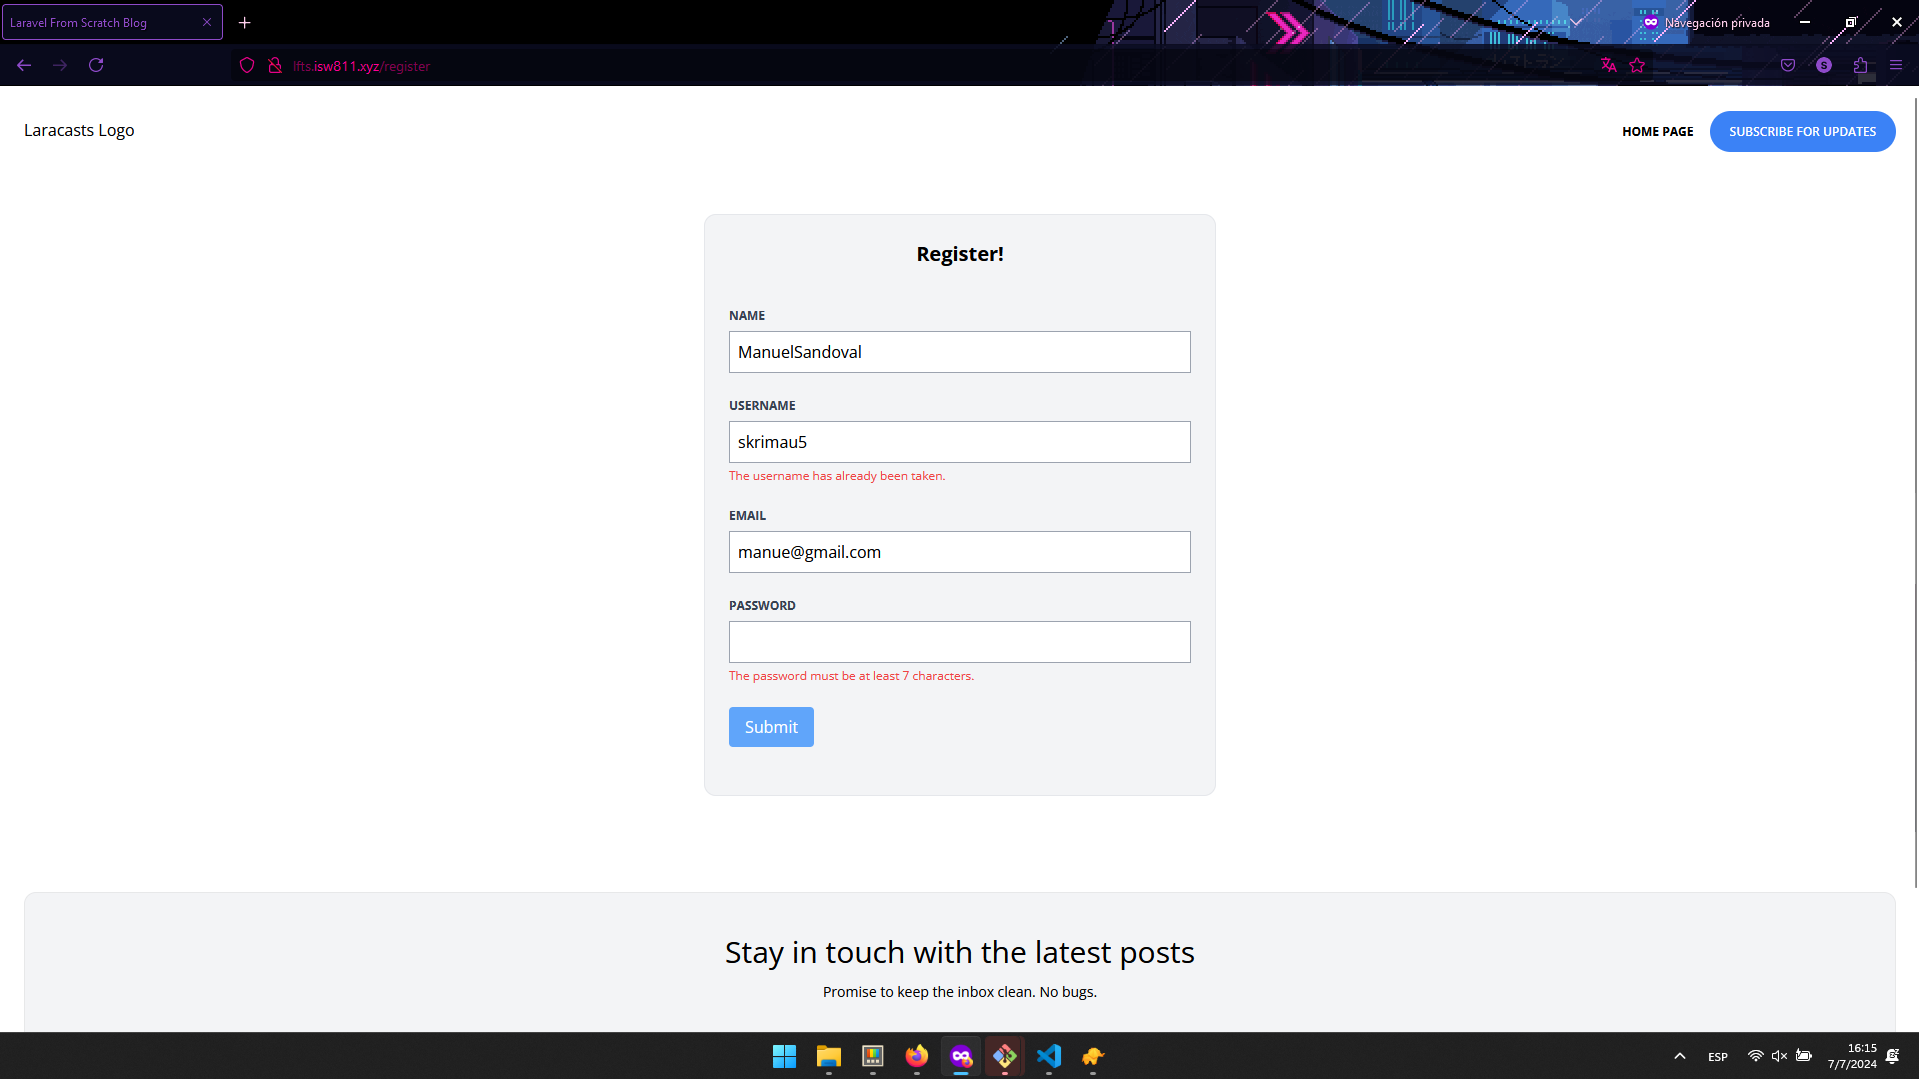 Laravel From Scratch Blog
Navegación privada
lfts.isw811.xyz/register
S
Laracasts Logo
HOME PAGE
SUBSCRIBE FOR UPDATES
Register!
NAME
ManuelSandoval
USERNAME
skrimau5
The username has already been taken.
EMAIL
manue@gmail.com
PASSWORD
The password must be at least 7 characters.
Submit
Stay in touch with the latest posts
Promise to keep the inbox clean. No bugs.
ESP
16:15
7/7/2024